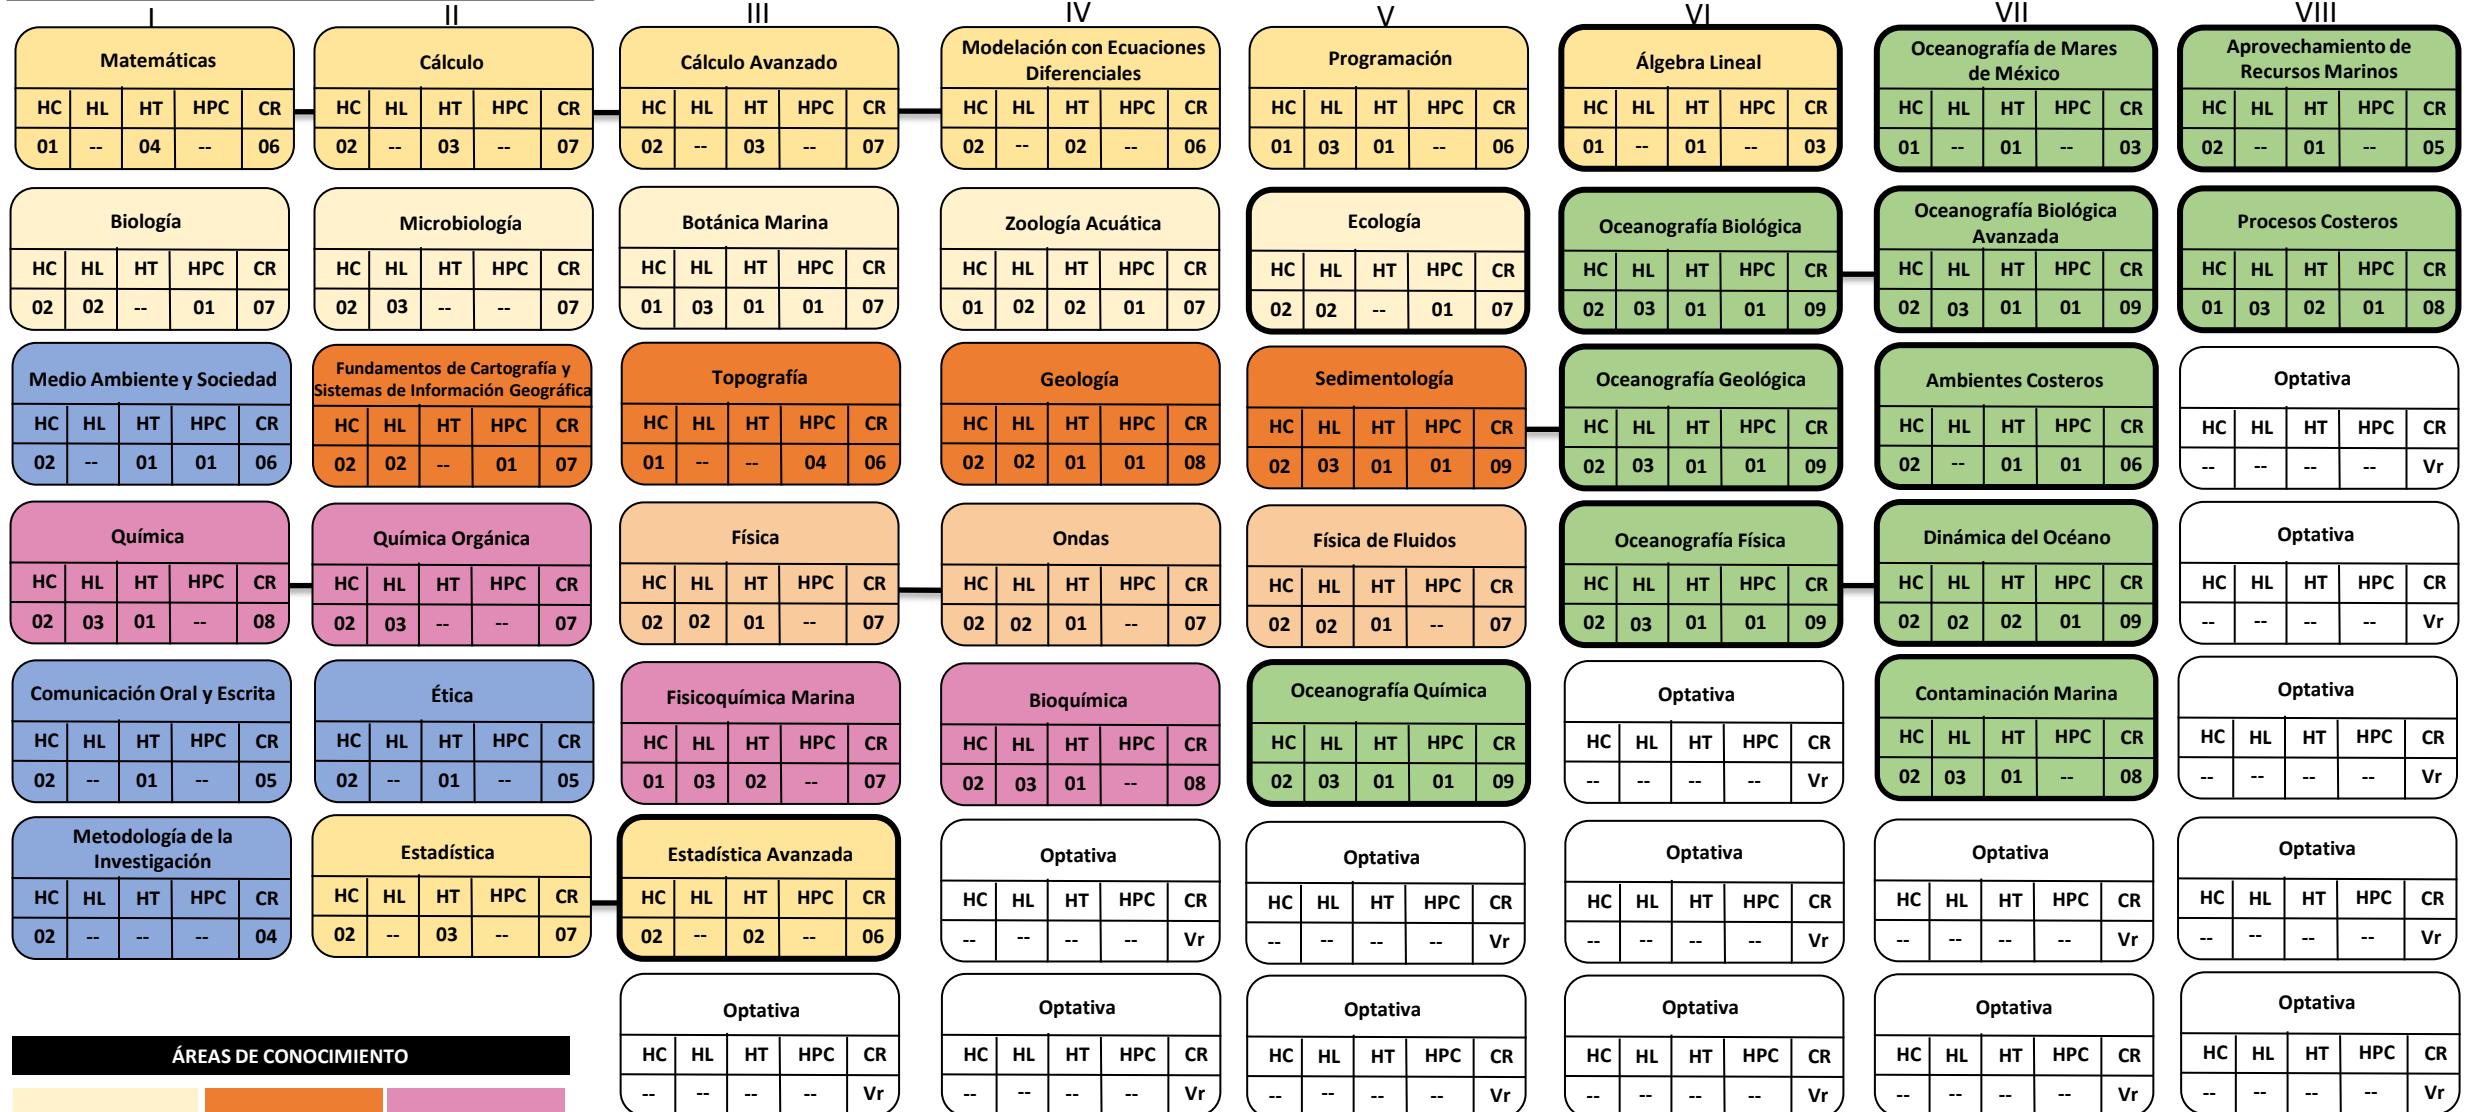 I II III IV V VI VII VIII
Matemáticas
HC HL HT HPC CR
01 -- 04 -- 06
Cálculo
HC HL HT HPC CR
02 -- 03 -- 07
Cálculo Avanzado
HC HL HT HPC CR
02 -- 03 -- 07
Modelación con Ecuaciones
Diferenciales
HC HL HT HPC CR
02 -- 02 -- 06
Programación
HC HL HT HPC CR
01 03 01 -- 06
Álgebra Lineal
HC HL HT HPC CR
01 -- 01 -- 03
Oceanografía de Mares
de México
HC HL HT HPC CR
01 -- 01 -- 03
Aprovechamiento de
Recursos Marinos
HC HL HT HPC CR
02 -- 01 -- 05
Biología
HC HL HT HPC CR
02 02 -- 01 07
Microbiología
HC HL HT HPC CR
02 03 -- -- 07
Botánica Marina
HC HL HT HPC CR
01 03 01 01 07
Zoología Acuática
HC HL HT HPC CR
01 02 02 01 07
Ecología
HC HL HT HPC CR
02 02 -- 01 07
Oceanografía Biológica
HC HL HT HPC CR
02 03 01 01 09
Oceanografía Biológica
Avanzada
HC HL HT HPC CR
02 03 01 01 09
Procesos Costeros
HC HL HT HPC CR
01 03 02 01 08
Medio Ambiente y Sociedad
HC HL HT HPC CR
02 -- 01 01 06
Fundamentos de Cartografía y
Sistemas de Información Geográfica
HC HL HT HPC CR
02 02 -- 01 07
Topografía
HC HL HT HPC CR
01 -- -- 04 06
Geología
HC HL HT HPC CR
02 02 01 01 08
Sedimentología
HC HL HT HPC CR
02 03 01 01 09
Oceanografía Geológica
HC HL HT HPC CR
02 03 01 01 09
Ambientes Costeros
HC HL HT HPC CR
02 -- 01 01 06
Optativa
HC HL HT HPC CR
-- -- -- -- Vr
Química
HC HL HT HPC CR
02 03 01 -- 08
Química Orgánica
HC HL HT HPC CR
02 03 -- -- 07
Física
HC HL HT HPC CR
02 02 01 -- 07
Ondas
HC HL HT HPC CR
02 02 01 -- 07
Física de Fluidos
HC HL HT HPC CR
02 02 01 -- 07
Oceanografía Física
HC HL HT HPC CR
02 03 01 01 09
Dinámica del Océano
HC HL HT HPC CR
02 02 02 01 09
Optativa
HC HL HT HPC CR
-- -- -- -- Vr
Comunicación Oral y Escrita
HC HL HT HPC CR
02 -- 01 -- 05
Ética
HC HL HT HPC CR
02 -- 01 -- 05
Fisicoquímica Marina
HC HL HT HPC CR
01 03 02 -- 07
Bioquímica
HC HL HT HPC CR
02 03 01 -- 08
Oceanografía Química
HC HL HT HPC CR
02 03 01 01 09
Optativa
HC HL HT HPC CR
-- -- -- -- Vr
Contaminación Marina
HC HL HT HPC CR
02 03 01 -- 08
Optativa
HC HL HT HPC CR
-- -- -- -- Vr
Metodología de la
Investigación
HC HL HT HPC CR
02 -- -- -- 04
Estadística
HC HL HT HPC CR
02 -- 03 -- 07
Estadística Avanzada
HC HL HT HPC CR
02 -- 02 -- 06
Optativa
HC HL HT HPC CR
-- -- -- -- Vr
Optativa
HC HL HT HPC CR
-- -- -- -- Vr
Optativa
HC HL HT HPC CR
-- -- -- -- Vr
Optativa
HC HL HT HPC CR
-- -- -- -- Vr
Optativa
HC HL HT HPC CR
-- -- -- -- Vr
Optativa
HC HL HT HPC CR
-- -- -- -- Vr
Optativa
HC HL HT HPC CR
-- -- -- -- Vr
Optativa
HC HL HT HPC CR
-- -- -- -- Vr
Optativa
HC HL HT HPC CR
-- -- -- -- Vr
Optativa
HC HL HT HPC CR
-- -- -- -- Vr
Optativa
HC HL HT HPC CR
-- -- -- -- Vr
ÁREAS DE CONOCIMIENTO